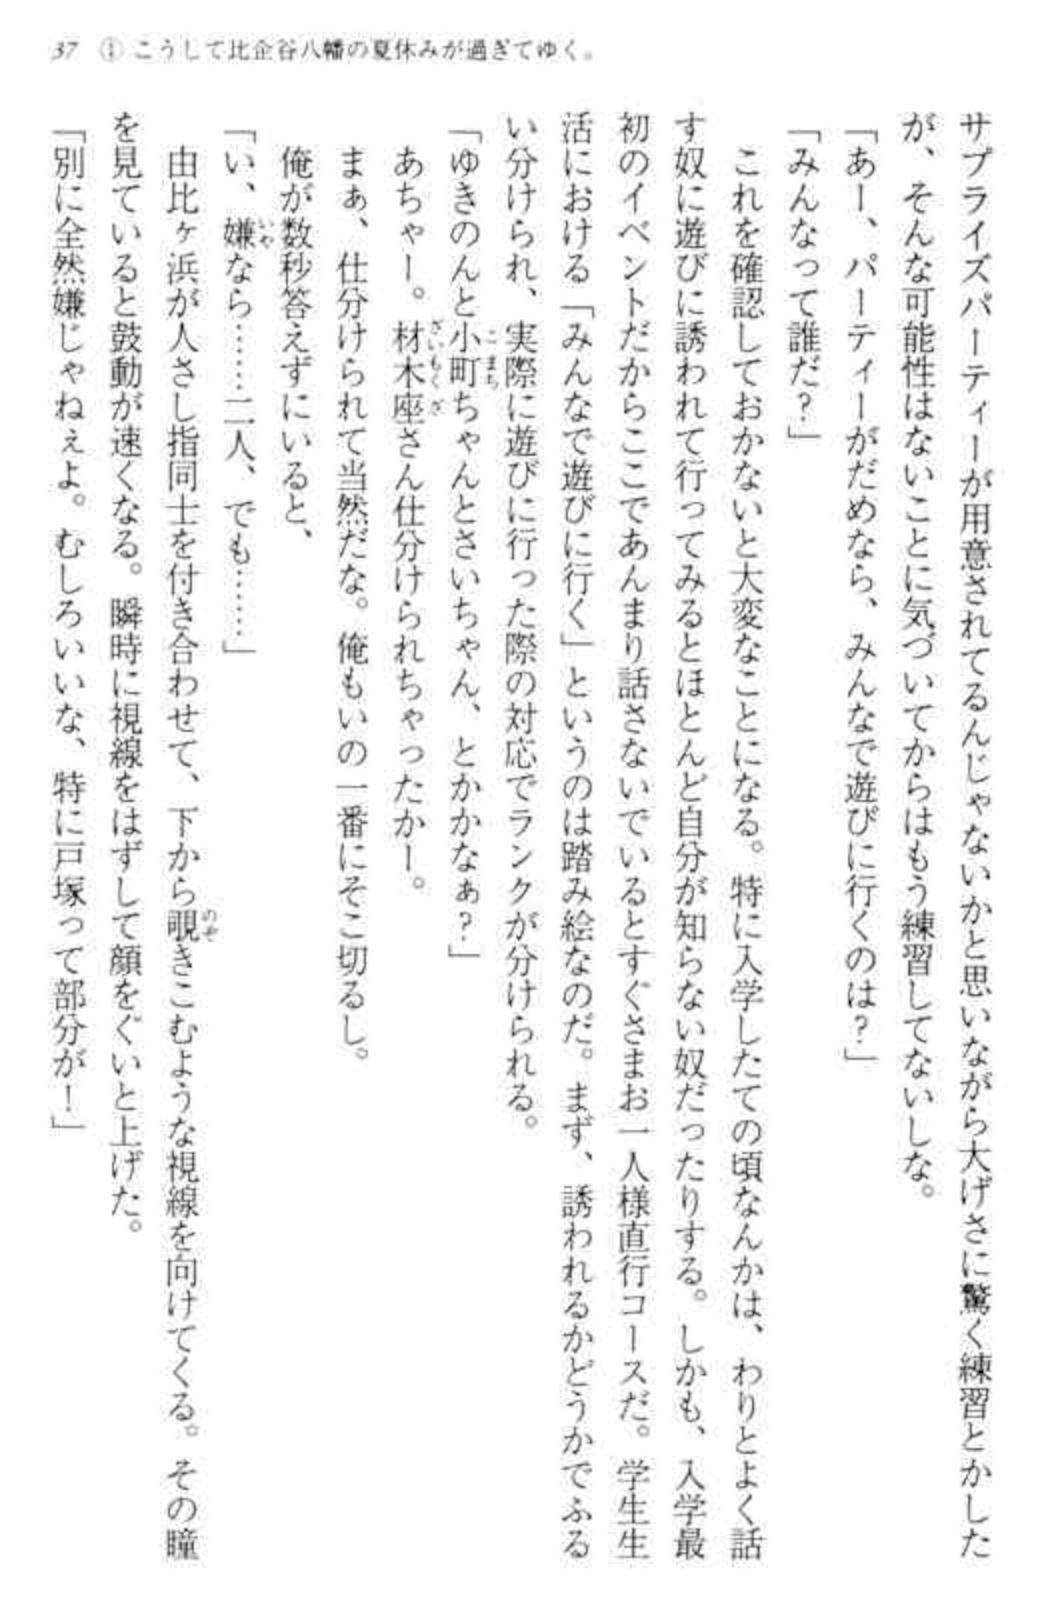 37　① こうして比企谷八幡の夏休みが過ぎてゆく。
サプライズパーティーが用意されてるんじゃないかと思いながら大げさに驚く練習とかした
が、そんな可能性はないことに気づいてからはもう練習してないしな。
「あー、パーティーがだめなら、みんなで遊びに行くのは？」
「みんなって誰だ？」
　これを確認しておかないと大変なことになる。特に入学したての頃なんかは、わりとよく話
す奴に遊びに誘われて行ってみるとほとんど自分が知らない奴だったりする。しかも、入学最
初のイベントだからここであんまり話さないでいるとすぐさまお一人様直行コースだ。学生生
活における「みんなで遊びに行く」というのは踏み絵なのだ。まず、誘われるかどうかでふる
い分けられ、実際に遊びに行った際の対応でランクが分けられる。
「ゆきのんと小町ちゃんとさいちゃん、とかかなぁ？」
　あちゃー。材木座さん仕分けられちゃったかー。
　まぁ、仕分けられて当然だな。俺もいの一番にそこ切るし。
　俺が数秒答えずにいると、
「い、嫌なら………二人、でも……」
　由比ヶ浜が人さし指同士を付き合わせて、下から覗きこむような視線を向けてくる。その瞳
を見ていると鼓動が速くなる。瞬時に視線をはずして顔をぐいと上げた。
「別に全然嫌じゃねぇよ。むしろいいな、特に戸塚って部分が！」